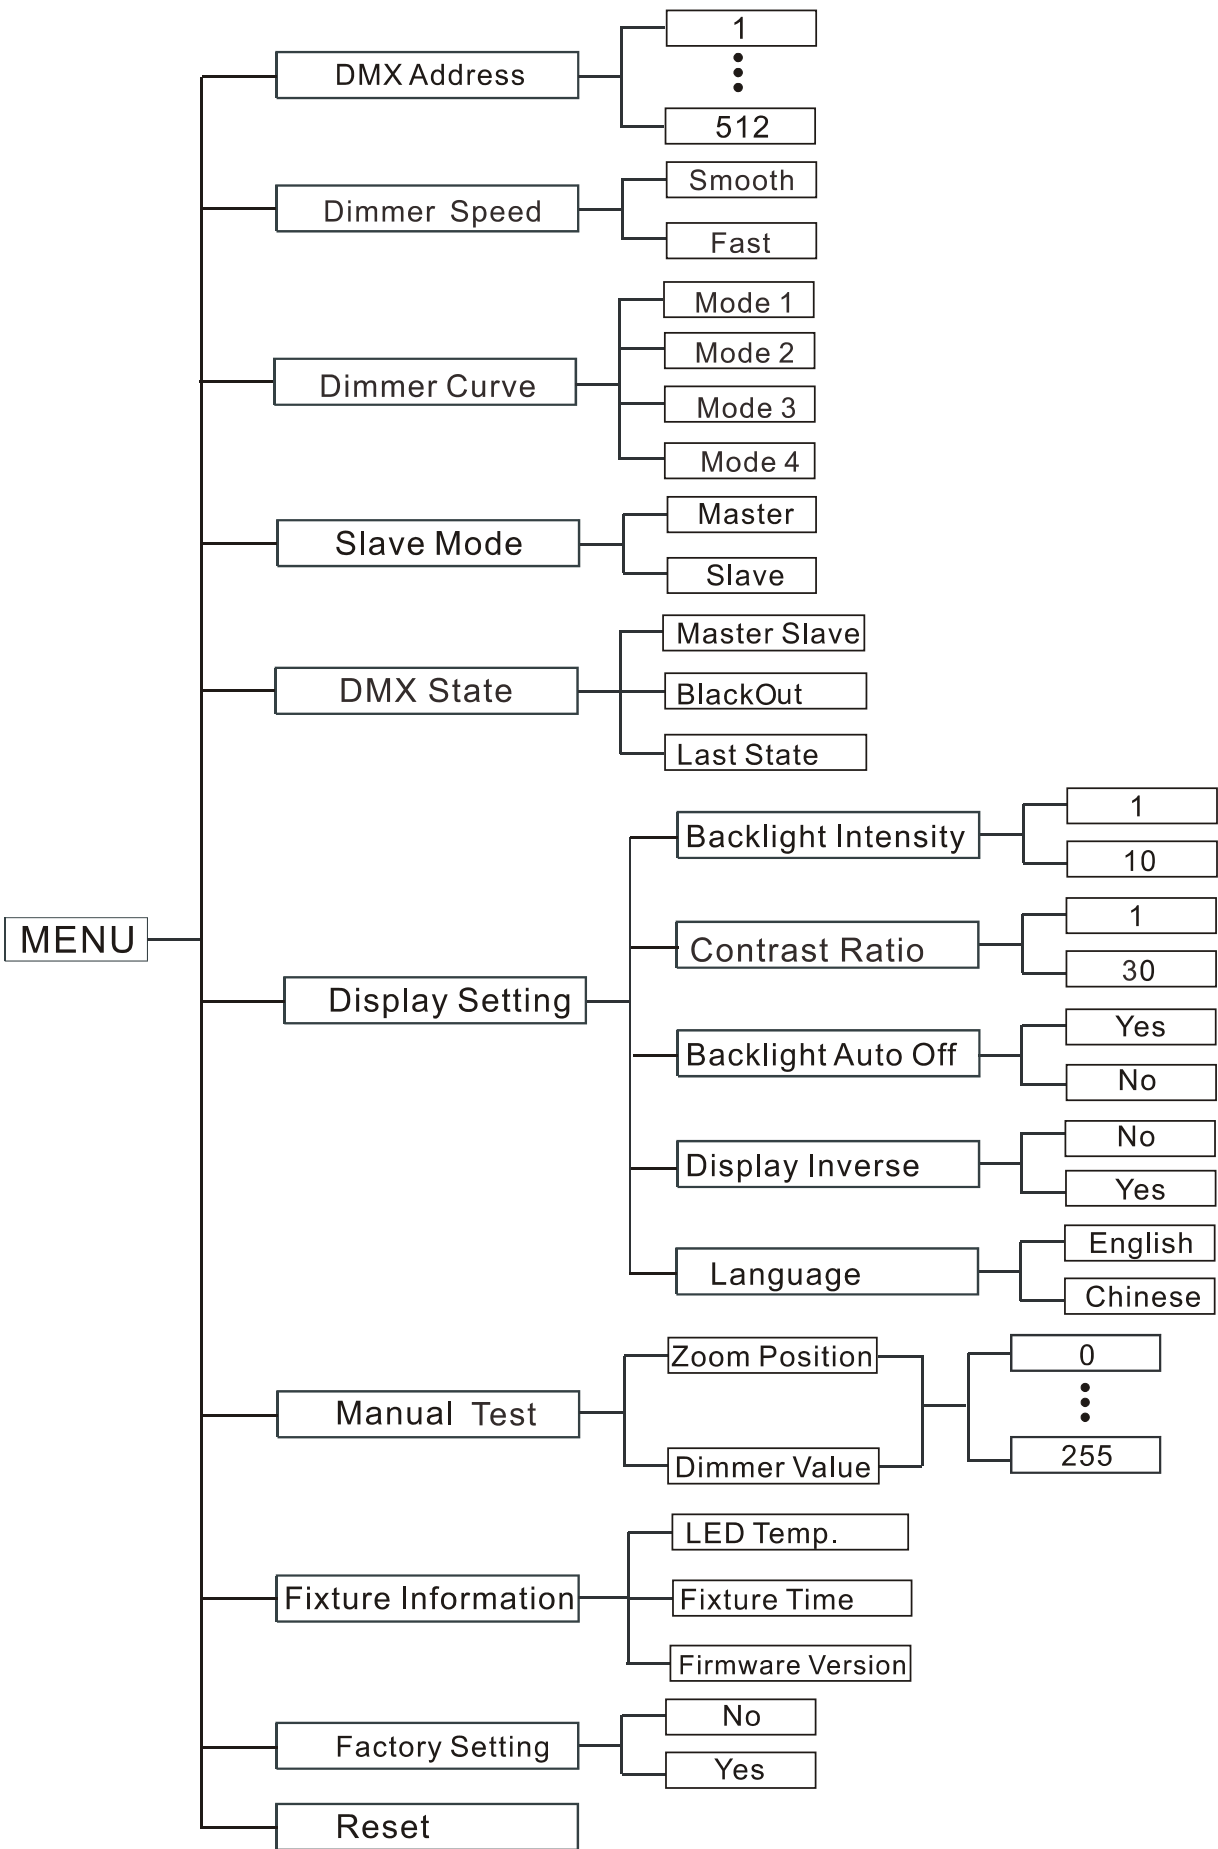 1
DMX Address
512
Smooth
Dimmer Speed
Fast
Mode 1
Mode 2
Dimmer Curve
Mode 3
Mode 4
Master
Slave Mode
Slave
Master Slave
DMX State
BlackOut
Last State
1
Backlight Intensity
10
1
MENU
Contrast Ratio
30
Display Setting
Yes
Backlight Auto Off
No
No
Display Inverse
Yes
English
Language
Chinese
Zoom Position
0
Manual Test
Dimmer Value
255
LED Temp.
Fixture Information
Fixture Time
Firmware Version
No
Factory Setting
Yes
Reset